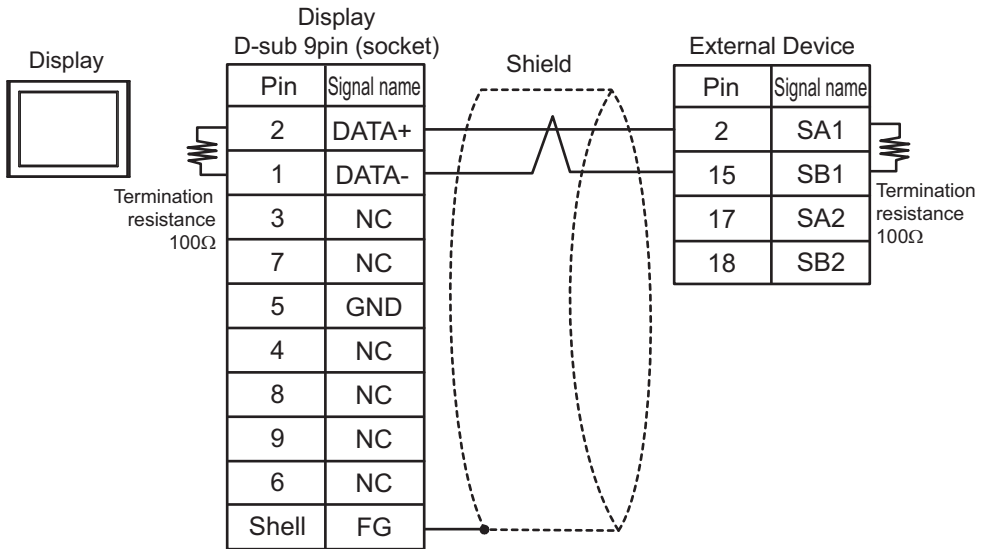 Display
Display
D-sub 9pin (socket)
Pin Signal name
2 DATA+
1 DATA-
3 NC
7 NC
5 GND
4 NC
8 NC
9 NC
6 NC
Shell FG
Termination
resistance
100Ω
Shield
External Device
Pin Signal name
2 SA1
15 SB1
17 SA2
18 SB2
Termination
resistance
100Ω